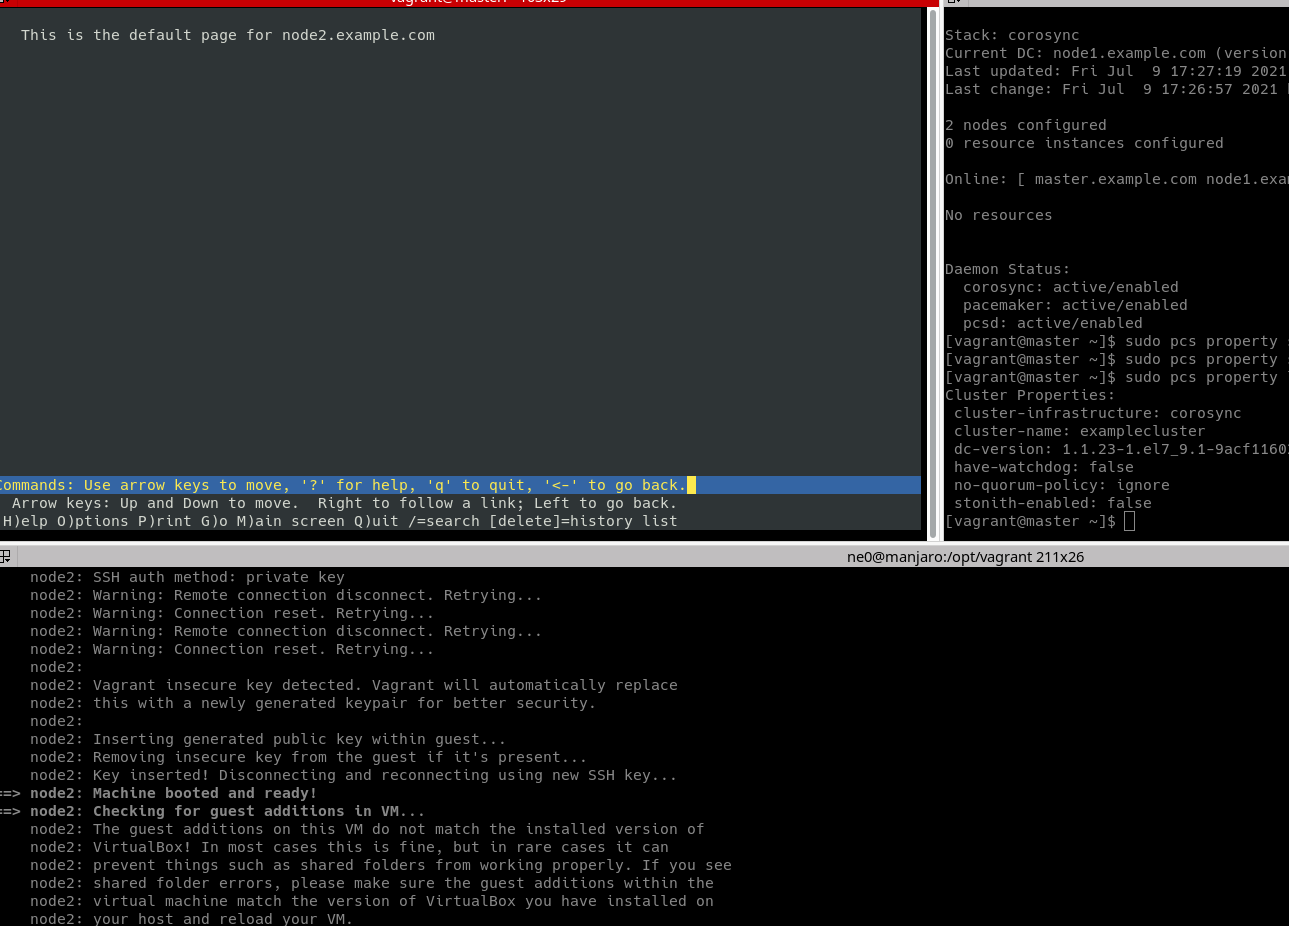 This is the default page for node2.example.com
Commands: Use arrow keys to move, '?' for help, 'q' to quit, '<-' to go back.
Arrow keys: Up and Down to move.  Right to follow a link; Left to go back.
H)elp O)ptions P)rint G)o M)ain screen Q)uit /=search [delete]=history list
Stack: corosync
Current DC: node1.example.com (version
Last updated: Fri Jul  9 17:27:19 2021
Last change: Fri Jul  9 17:26:57 2021
2 nodes configured
0 resource instances configured
Online: [ master.example.com
No resources
Daemon Status:
corosync: active/enabled
pacemaker: active/enabled
pcsd: active/enabled
[vagrant@master ~]$ sudo pcs property
[vagrant@master ~]$ sudo pcs property
[vagrant@master ~]$ sudo pcs property
Cluster Properties:
cluster-infrastructure: corosync
cluster-name: examplecluster
dc-version: 1.1.23-1.el7_9.1-9acf1160
have-watchdog: false
no-quorum-policy: ignore
stonith-enabled: false
[vagrant@master ~]$
ne0@manjaro:/opt/vagrant 211x26
node2: SSH auth method: private key
node2: Warning: Remote connection disconnect. Retrying...
node2: Warning: Connection reset. Retrying...
node2: Warning: Remote connection disconnect. Retrying...
node2: Warning: Connection reset. Retrying...
node2:
node2: Vagrant insecure key detected. Vagrant will automatically replace
node2: this with a newly generated keypair for better security.
node2:
node2: Inserting generated public key within guest...
node2: Removing insecure key from the guest if it's present...
node2: Key inserted! Disconnecting and reconnecting using new SSH key...
==> node2: Machine booted and ready!
==> node2: Checking for guest additions in VM...
node2: The guest additions on this VM do not match the installed version of
node2: VirtualBox! In most cases this is fine, but in rare cases it can
node2: prevent things such as shared folders from working properly. If you see
node2: shared folder errors, please make sure the guest additions within the
node2: virtual machine match the version of VirtualBox you have installed on
node2: your host and reload your VM.